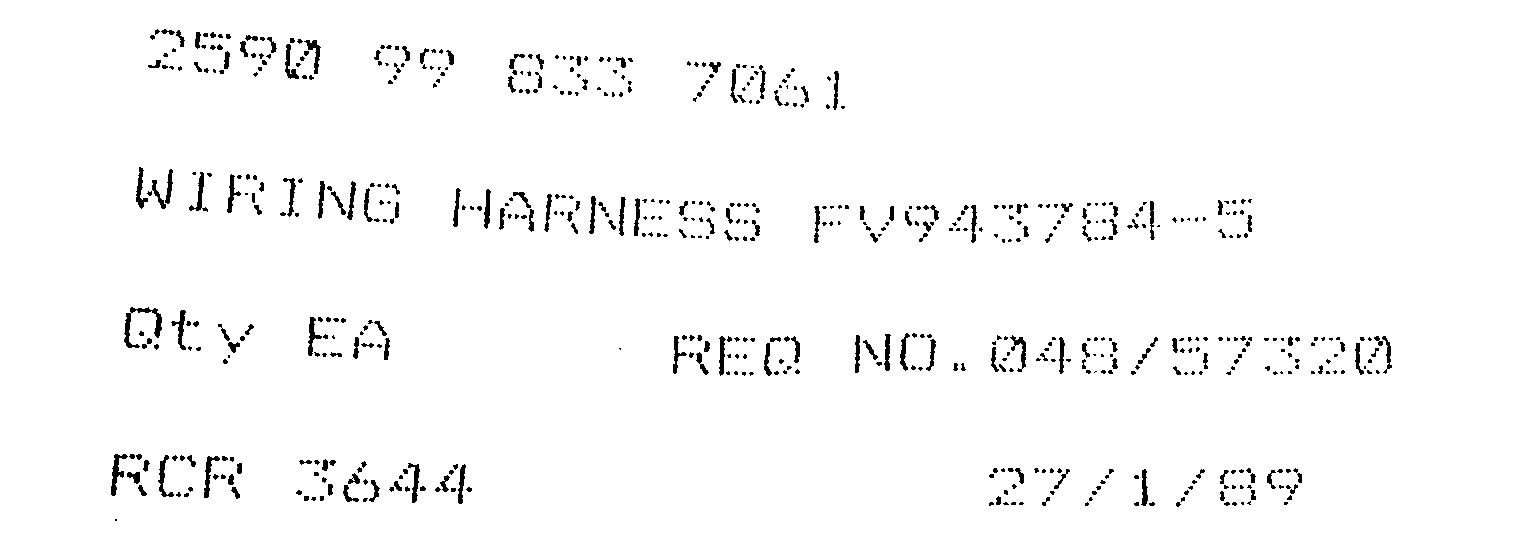 2590 99 833 7061
WIRING HARNESS FV943784-5
Qty EA REQ NO.048/57320
RCR 3644 27/1/89